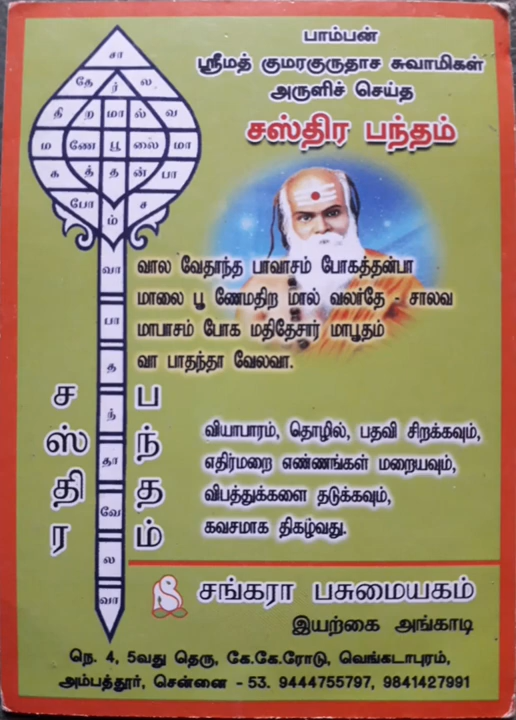 பாம்பன்
ஸ்ரீமத் குமரகுருதாச சுவாமிகள்
அருளிச் செய்த
சஸ்திர பந்தம்
சா
தே ர் ல
தி ற மா ல் வ
ம ணே பூ லை மா
க த் த ன் பா
போ ம் ச
வா
பா
த
ந்
தா
வே
ல
வா
சஸ்திர
பந்தம்
வால வேதாந்த பாவாசம் போகத்தன்பா
மாலை பூ ணேமதிற மால் வலர்தே - சாலவ
மாபாசம் போக மதிதேசார் மாபூதம்
வா பாதந்தா வேலவா.
வியாபாரம், தொழில், பதவி சிறக்கவும்,
எதிர்மறை எண்ணங்கள் மறையவும்,
விபத்துக்களை தடுக்கவும்,
கவசமாக திகழ்வது.
சங்கரா பசுமையகம்
இயற்கை அங்காடி
நெ. 4, 5வது தெரு, கே.கே.ரோடு, வெங்கடாபுரம்,
அம்பத்தூர், சென்னை - 53. 9444755797, 9841427991